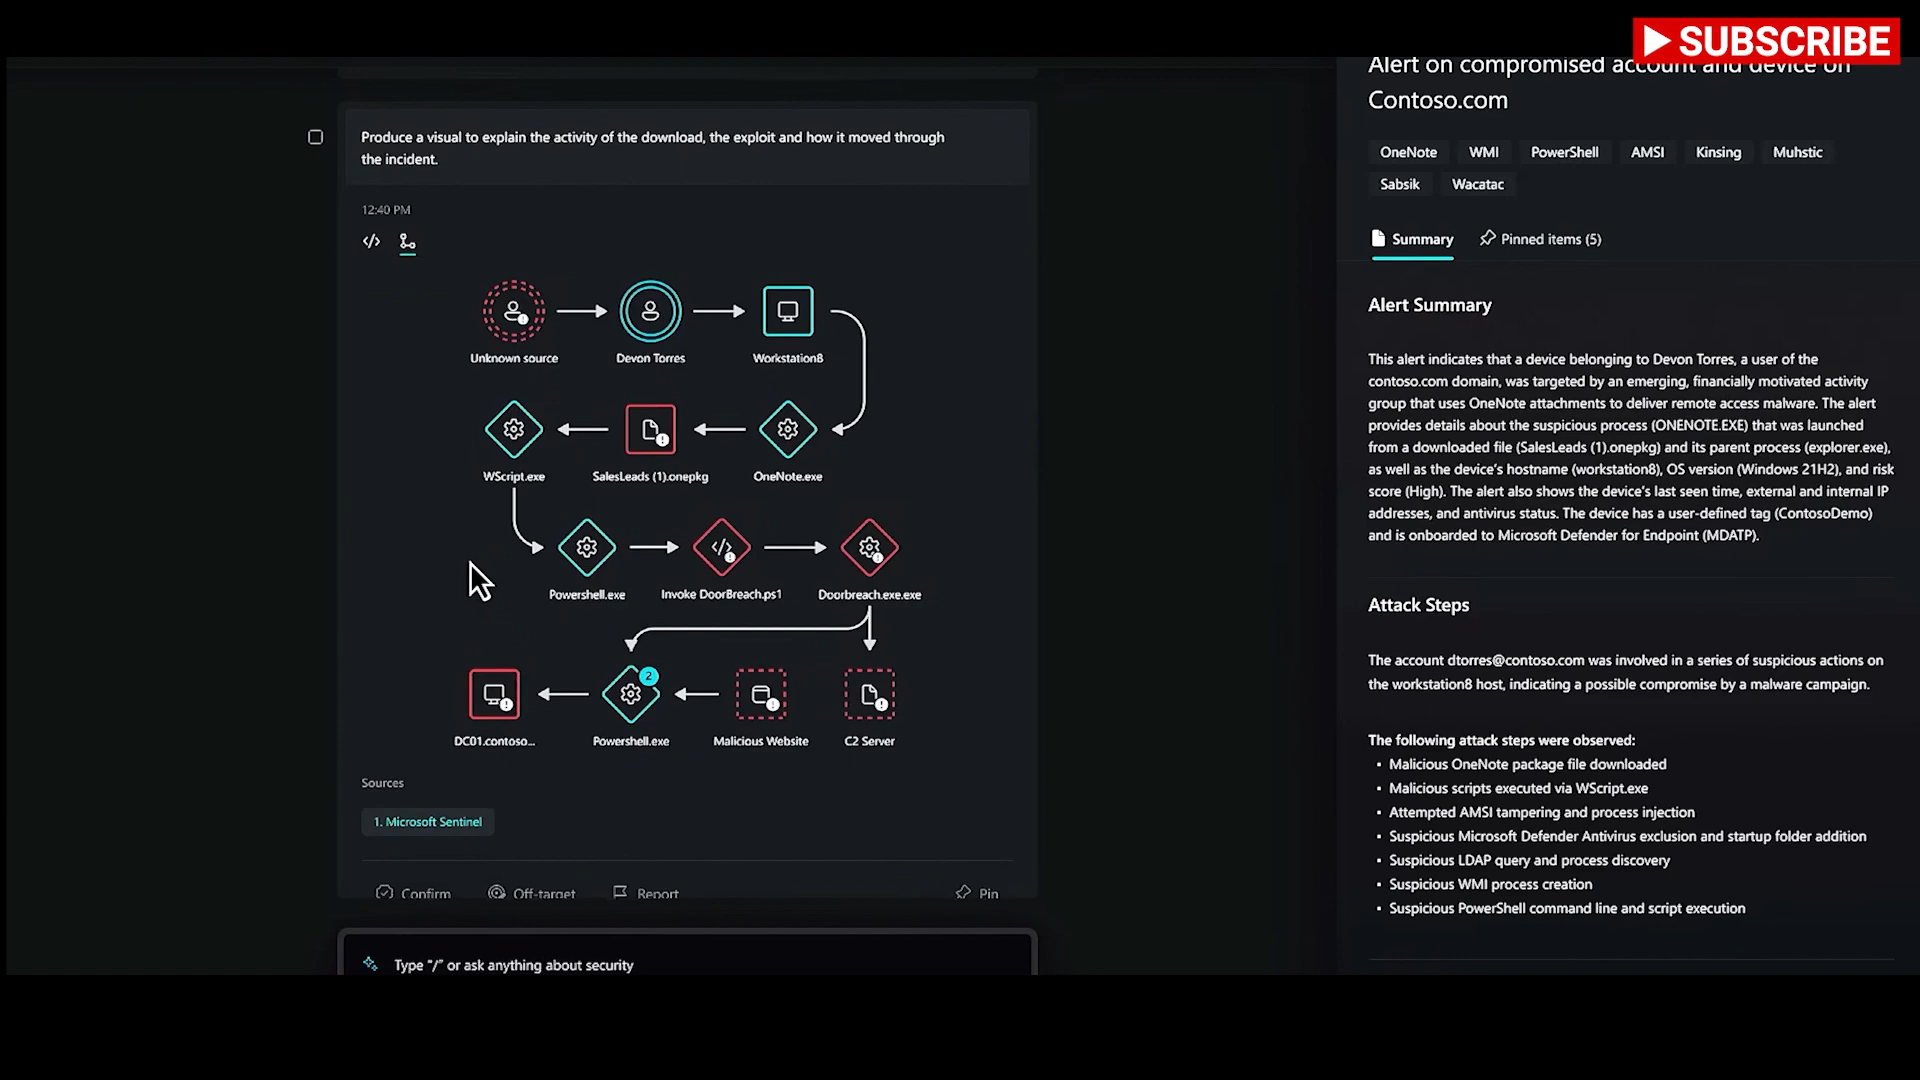 SUBSCRIBE
Produce a visual to explain the activity of the download, the exploit and how it moved through
the incident.
12:40 PM
</>
Unknown source
Devon Torres
Workstation8
WScript.exe
SalesLeads (1).onepkg
OneNote.exe
Powershell.exe
Invoke DoorBreach.ps1
Doorbreach.exe.exe
2
DC01.contoso...
Powershell.exe
Malicious Website
C2 Server
Sources
1. Microsoft Sentinel
Confirm
Off-target
Report
Pin
Type "/" or ask anything about security
Alert on compromised account and device on
Contoso.com
OneNote WMI PowerShell AMSI Kinsing Muhstic
Sabsik Wacatac
Summary Pinned items (5)
Alert Summary
This alert indicates that a device belonging to Devon Torres, a user of the
contoso.com domain, was targeted by an emerging, financially motivated activity
group that uses OneNote attachments to deliver remote access malware. The alert
provides details about the suspicious process (ONENOTE.EXE) that was launched
from a downloaded file (SalesLeads (1).onepkg) and its parent process (explorer.exe),
as well as the device's hostname (workstation8), OS version (Windows 21H2), and risk
score (High). The alert also shows the device's last seen time, external and internal IP
addresses, and antivirus status. The device has a user-defined tag (ContosoDemo)
and is onboarded to Microsoft Defender for Endpoint (MDATP).
Attack Steps
The account dtorres@contoso.com was involved in a series of suspicious actions on
the workstation8 host, indicating a possible compromise by a malware campaign.
The following attack steps were observed:
• Malicious OneNote package file downloaded
• Malicious scripts executed via WScript.exe
• Attempted AMSI tampering and process injection
• Suspicious Microsoft Defender Antivirus exclusion and startup folder addition
• Suspicious LDAP query and process discovery
• Suspicious WMI process creation
• Suspicious PowerShell command line and script execution